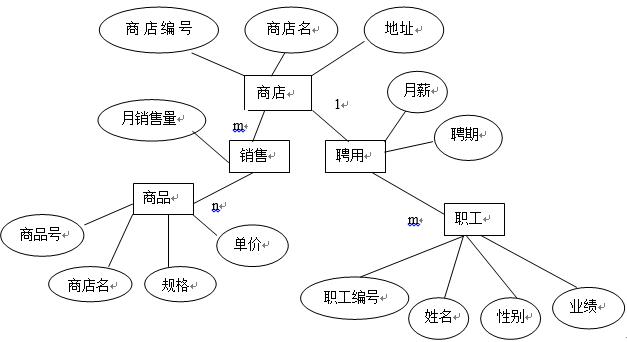 商店编号
商店名
地址
商店
月薪
1
月销售量
m
聘期
销售
聘用
商品
n
商品号
单价
m
职工
商店名
规格
职工编号
姓名
性别
业绩